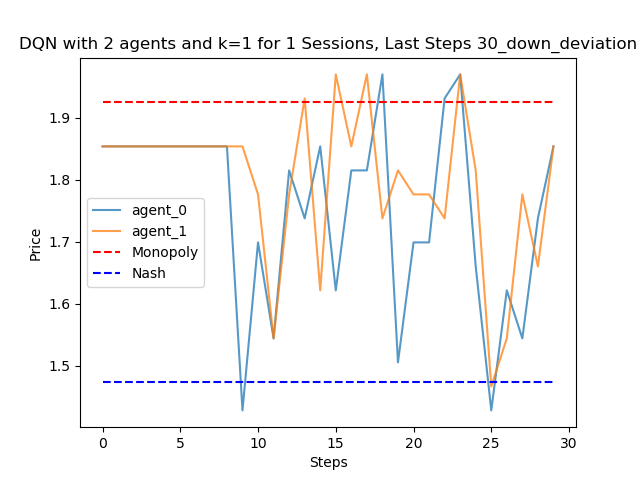 DQN with 2 agents and k=1 for 1 Sessions, Last Steps 30_down_deviation
1.9
1.8
1.7
1.6
1.5
Price
agent_0
agent_1
Monopoly
Nash
0 5 10 15 20 25 30
Steps